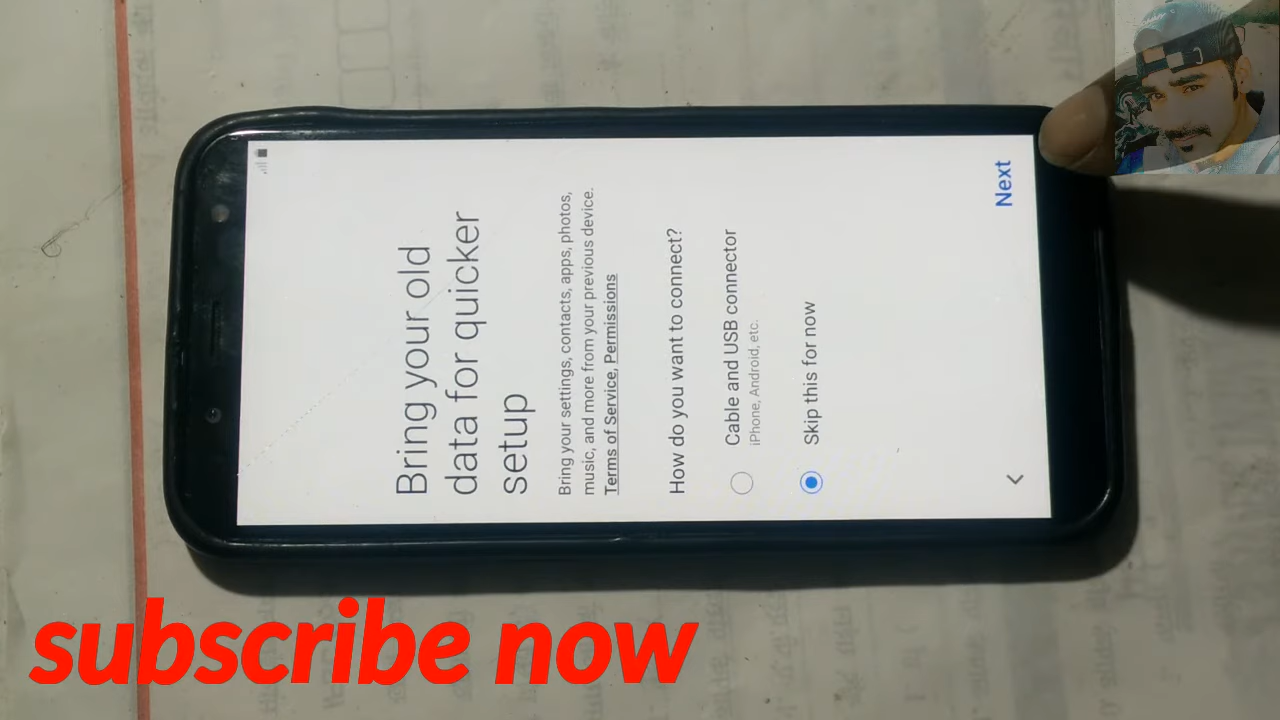 Bring your old
data for quicker
setup
Bring your settings, contacts, apps, photos,
music, and more from your previous device.
Terms of Service, Permissions
How do you want to connect?
Cable and USB connector
iPhone, Android, etc.
Skip this for now
Next
subscribe now